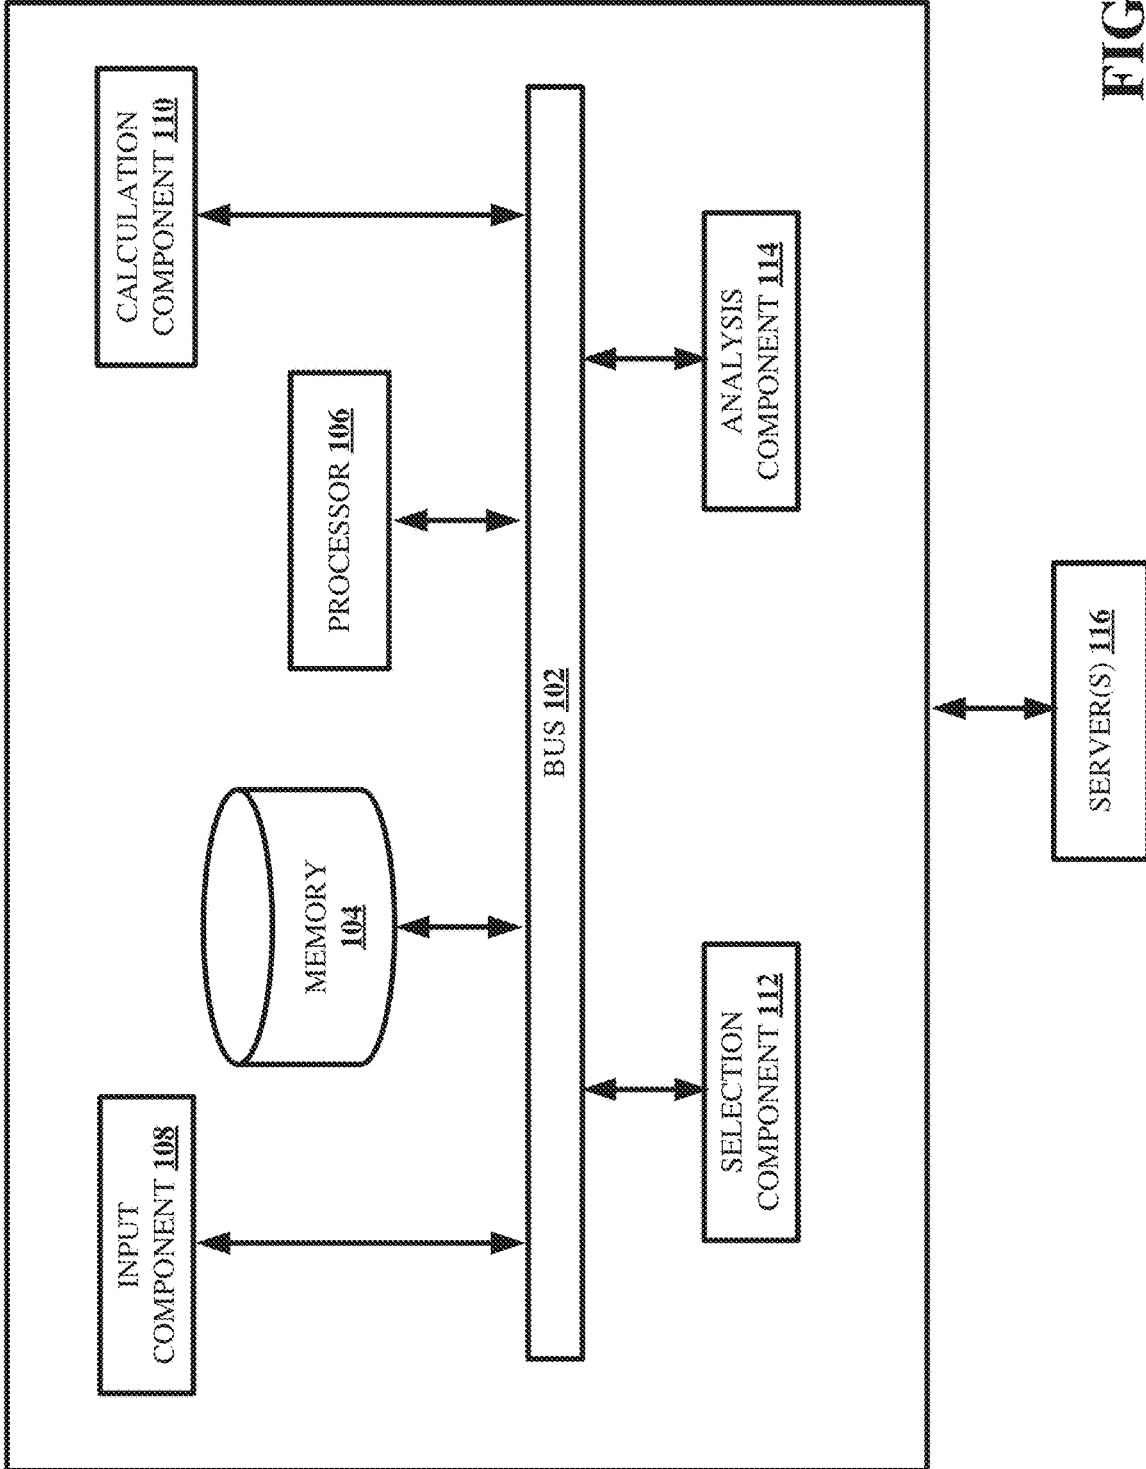 INPUT
COMPONENT 108
MEMORY
104
PROCESSOR 106
CALCULATION
COMPONENT 110
BUS 102
SELECTION
COMPONENT 112
ANALYSIS
COMPONENT 114
SERVER(S) 116
FIG